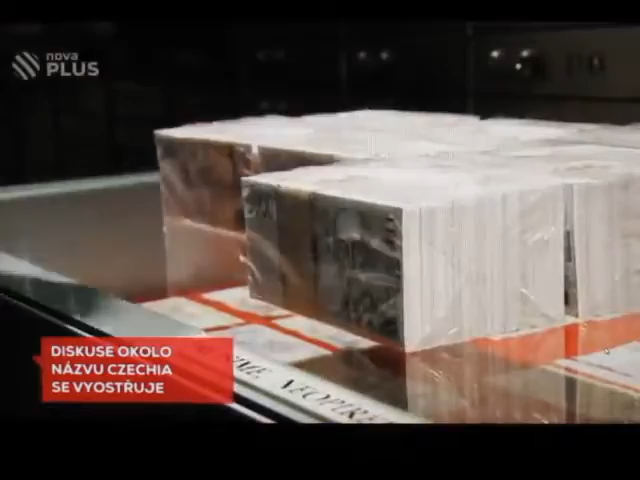 nova
PLUS
DISKUSE OKOLO
NÁZVU CZECHIA
SE VYOSTŘUJE